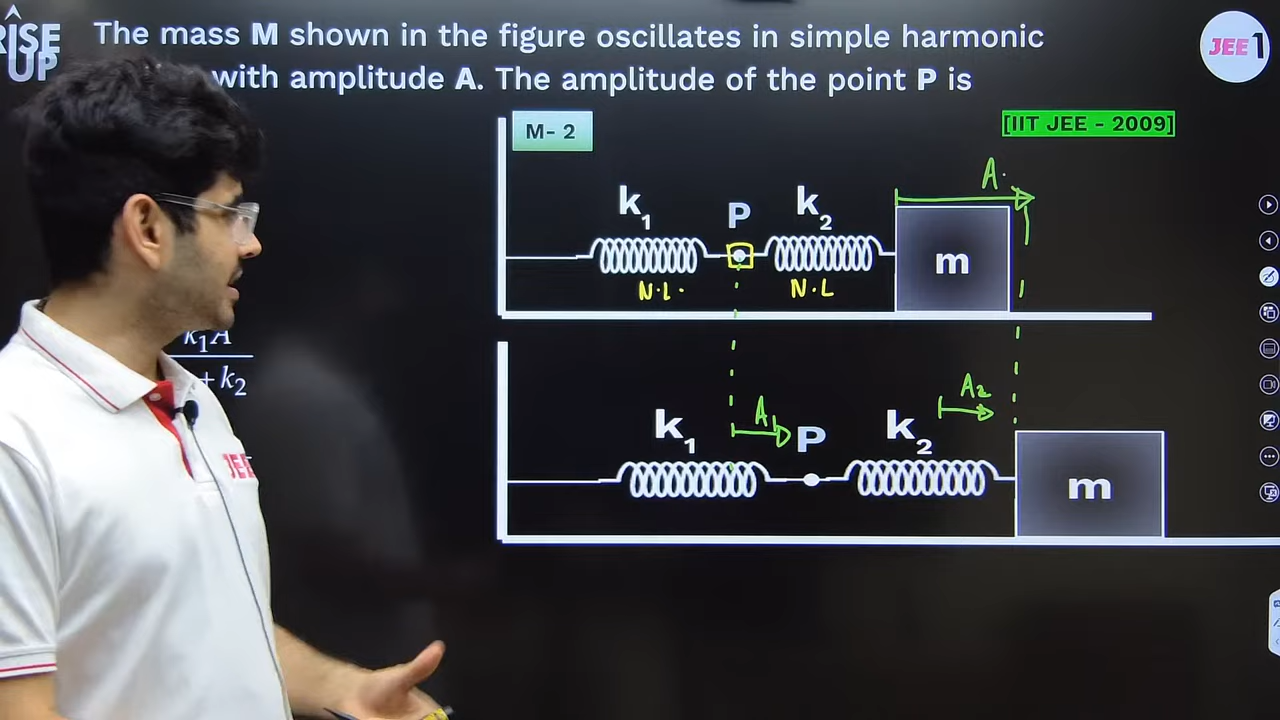 RISE
UP
The mass M shown in the figure oscillates in simple harmonic
with amplitude A. The amplitude of the point P is
JEE 1
M- 2
[IIT JEE - 2009]
A.
k₁
P
k₂
m
N.L.
N.L
k₁A
+ k₂
A₁
A₂
k₁
P
k₂
m
JEE